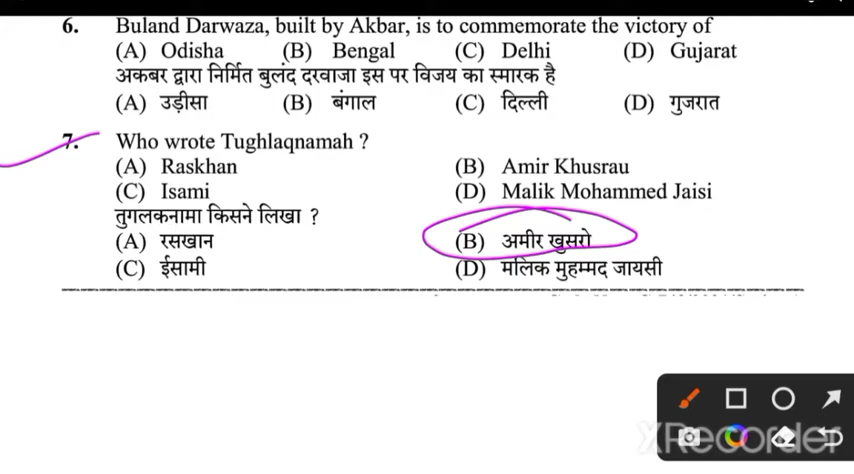 6. Buland Darwaza, built by Akbar, is to commemorate the victory of
(A) Odisha (B) Bengal (C) Delhi (D) Gujarat
अकबर द्वारा निर्मित बुलंद दरवाजा इस पर विजय का स्मारक है
(A) उड़ीसा (B) बंगाल (C) दिल्ली (D) गुजरात
7. Who wrote Tughlaqnamah ?
(A) Raskhan (B) Amir Khusrau
(C) Isami (D) Malik Mohammed Jaisi
तुगलकनामा किसने लिखा ?
(A) रसखान (B) अमीर खुसरो
(C) ईसामी (D) मलिक मुहम्मद जायसी
XRecorder